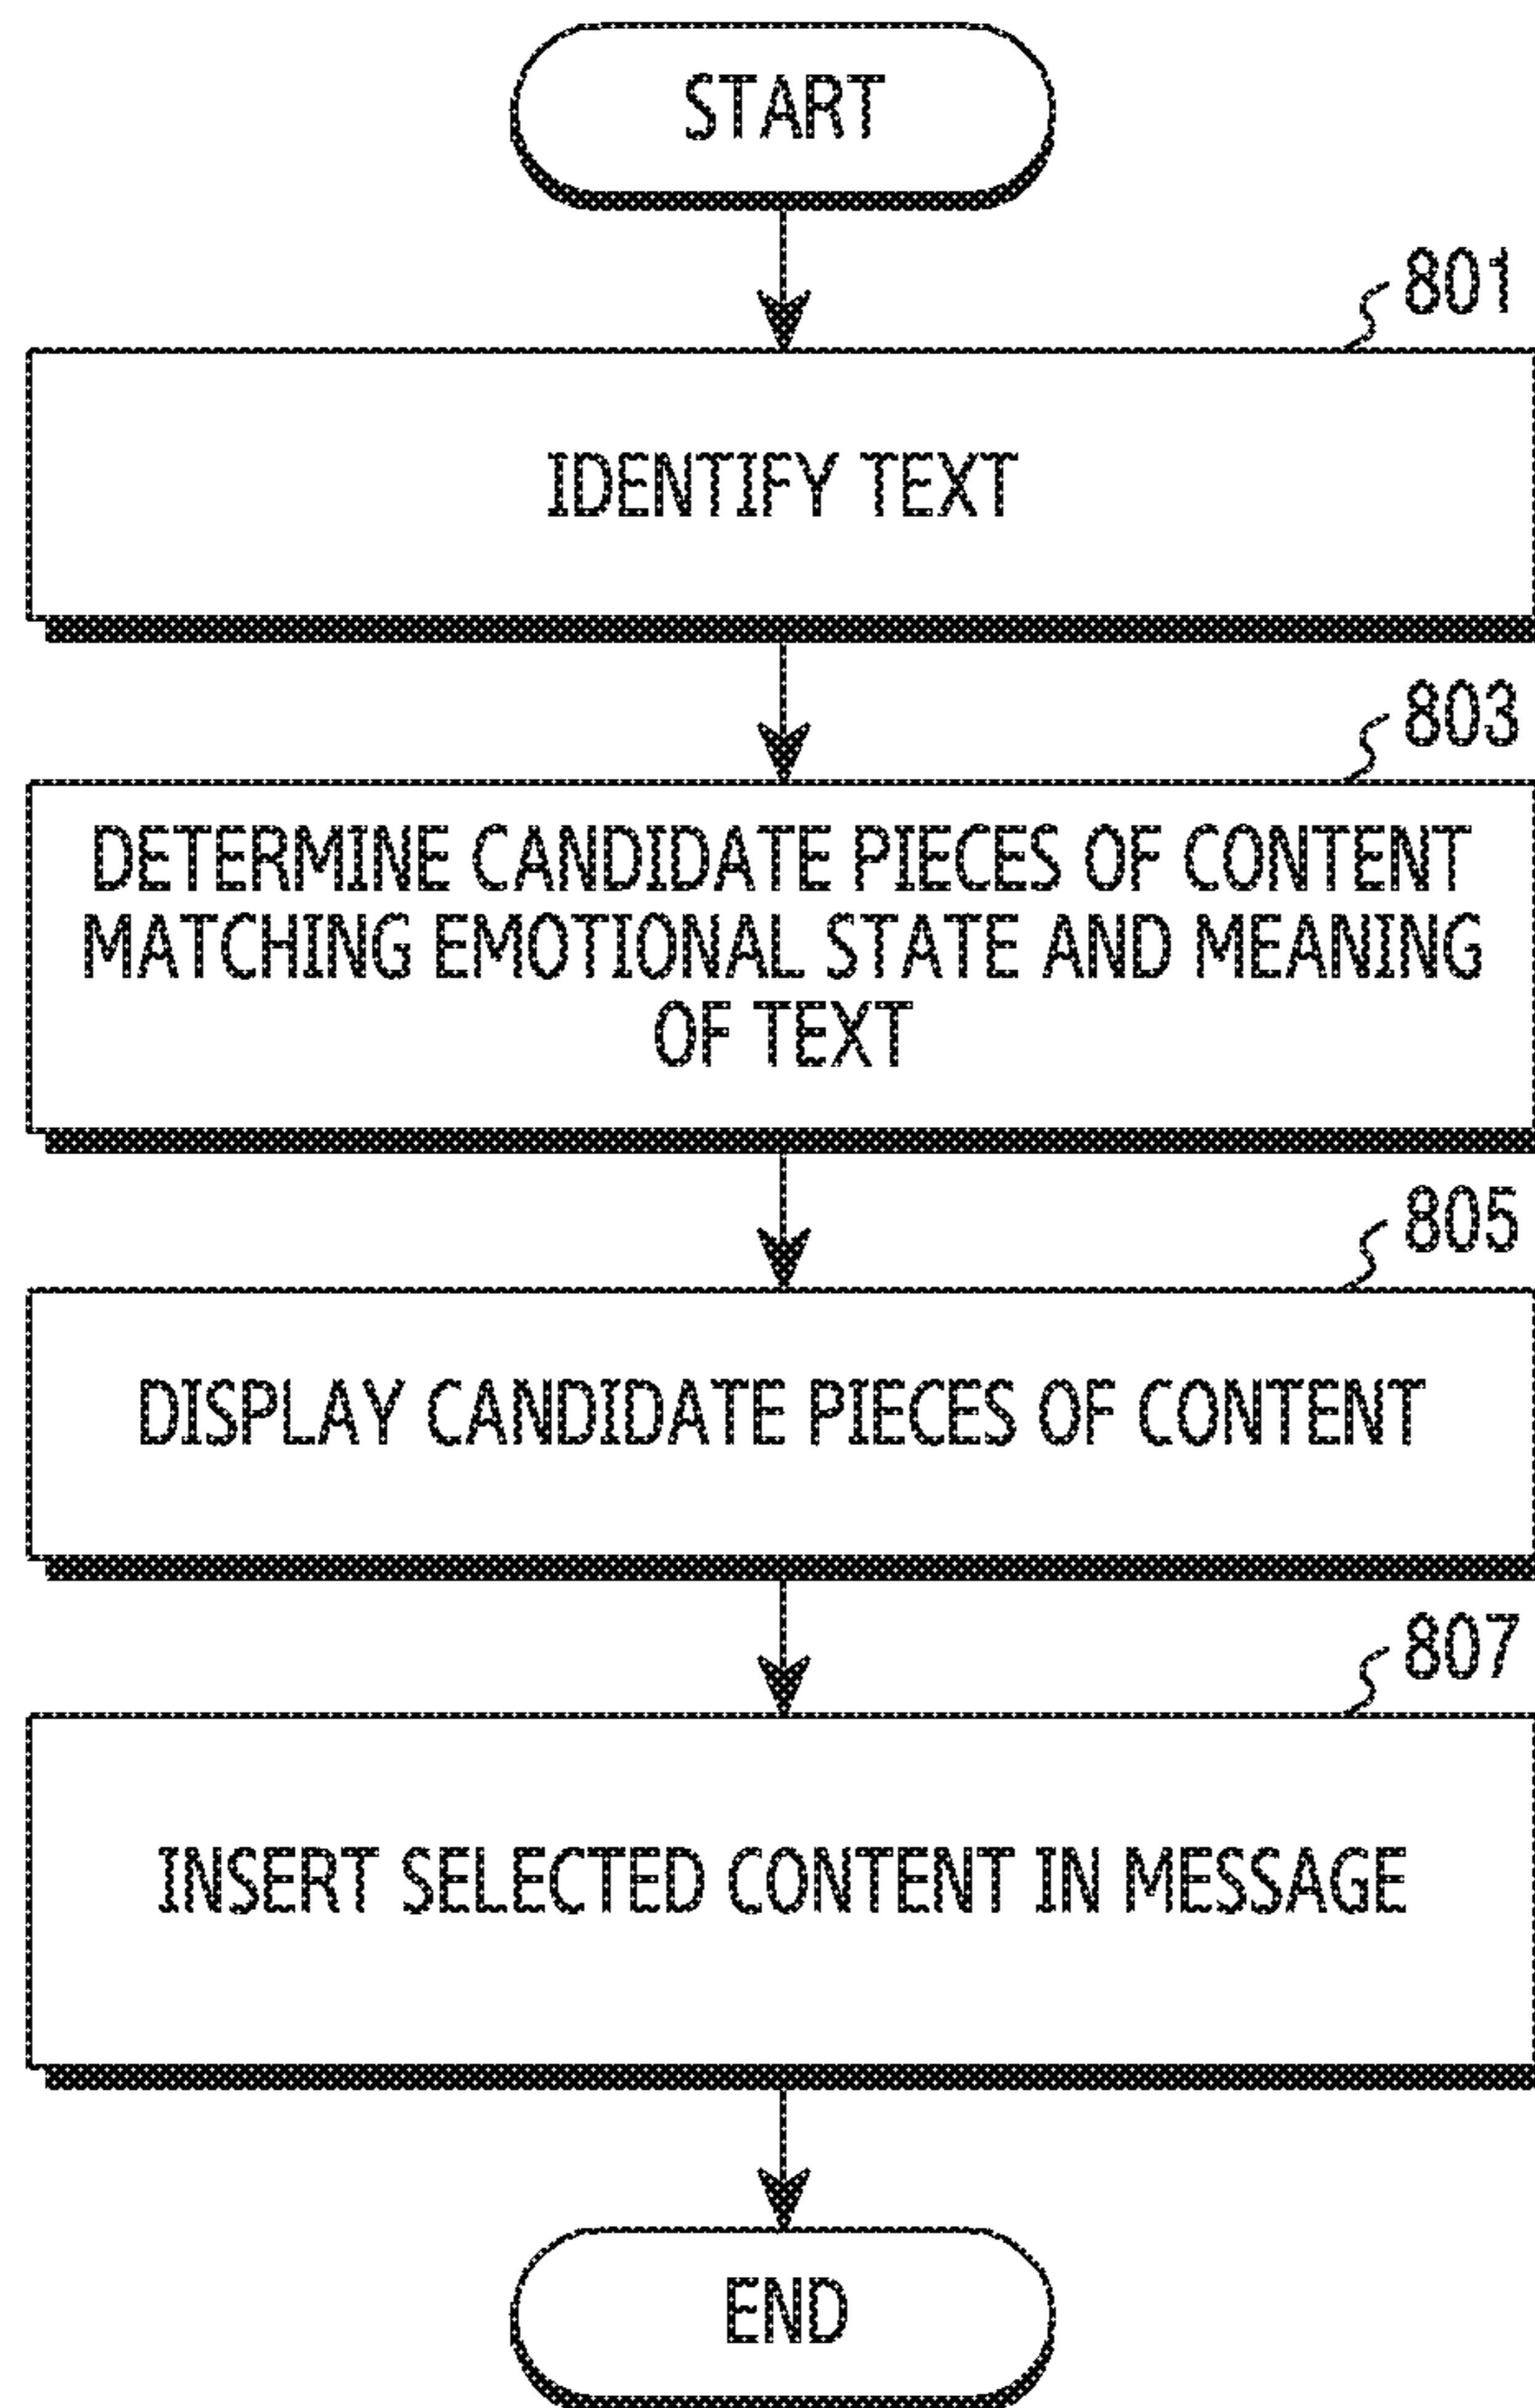 START
801
IDENTIFY TEXT
803
DETERMINE CANDIDATE PIECES OF CONTENT
MATCHING EMOTIONAL STATE AND MEANING
OF TEXT
805
DISPLAY CANDIDATE PIECES OF CONTENT
807
INSERT SELECTED CONTENT IN MESSAGE
END